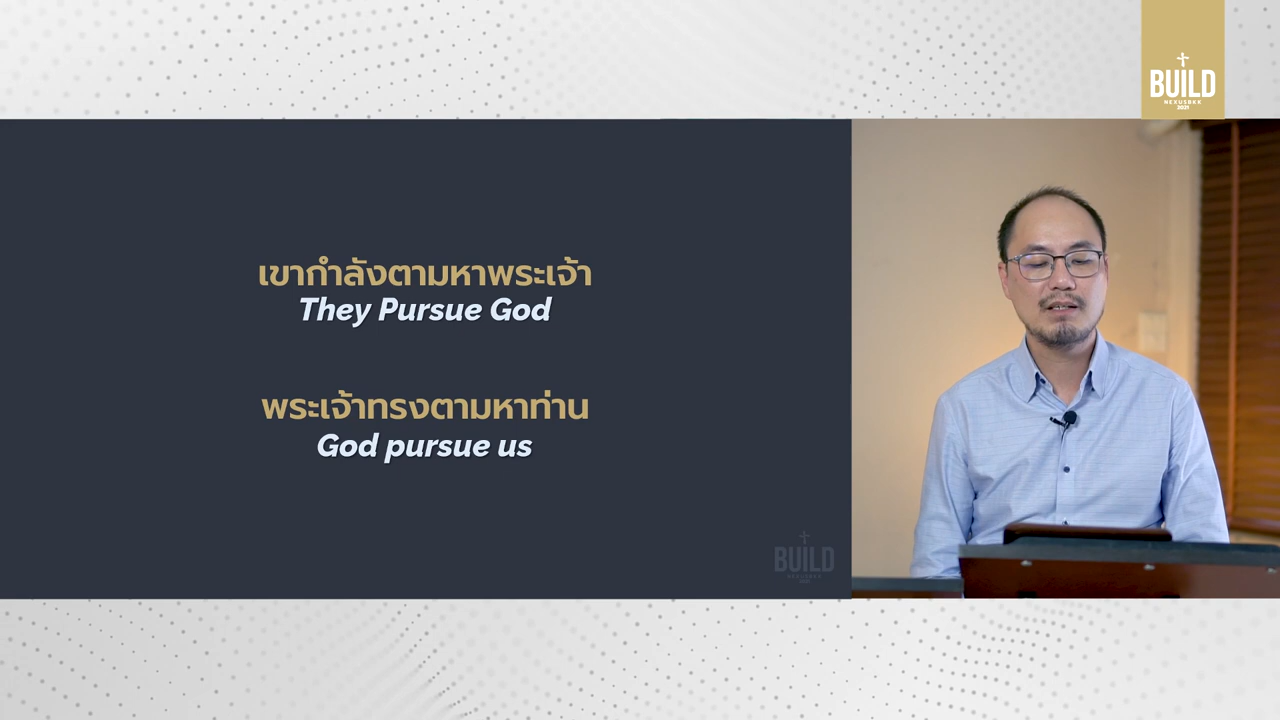 BUILD
NEXUSBKK
2021
เขากำลังตามหาพระเจ้า
They Pursue God
พระเจ้าทรงตามหาท่าน
God pursue us
BUILD
NEXUSBKK
2021